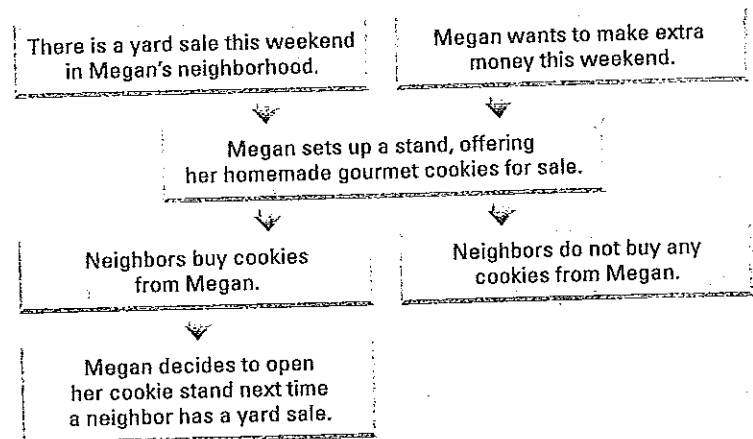 There is a yard sale this weekend
in Megan's neighborhood.
Megan wants to make extra
money this weekend.
Megan sets up a stand, offering
her homemade gourmet cookies for sale.
Neighbors buy cookies
from Megan.
Neighbors do not buy any
cookies from Megan.
Megan decides to open
her cookie stand next time
a neighbor has a yard sale.